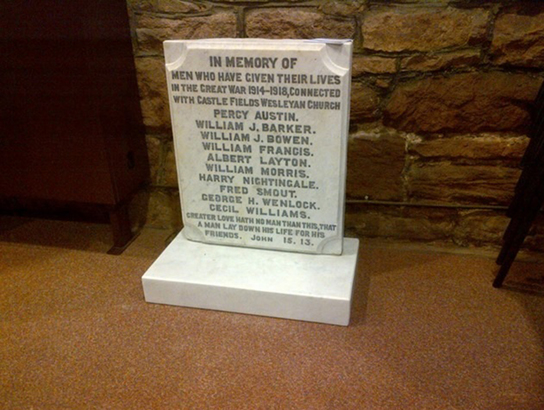 IN MEMORY OF
MEN WHO HAVE GIVEN THEIR LIVES
IN THE GREAT WAR 1914-1918, CONNECTED
WITH CASTLE FIELDS WESLEYAN CHURCH
PERCY AUSTIN.
WILLIAM J. BARKER.
WILLIAM J. BOWEN.
WILLIAM FRANCIS.
ALBERT LAYTON.
WILLIAM MORRIS.
HARRY NIGHTINGALE.
FRED SMOUT.
GEORGE H. WENLOCK.
CECIL WILLIAMS.
GREATER LOVE HATH NO MAN THAN THIS, THAT
A MAN LAY DOWN HIS LIFE FOR HIS
FRIENDS. JOHN 15. 13.